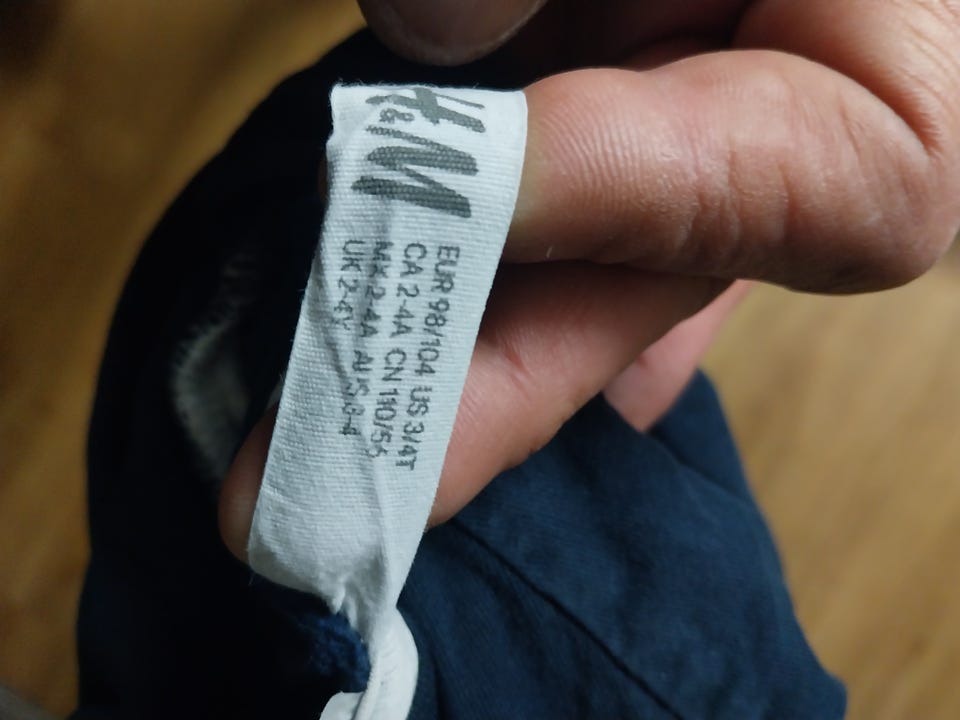 H&M
EUR 98/104 US 3/4T
CA 2-4A CN 110/56
MX 2-4A AUS 3-4
UK 2-4Y